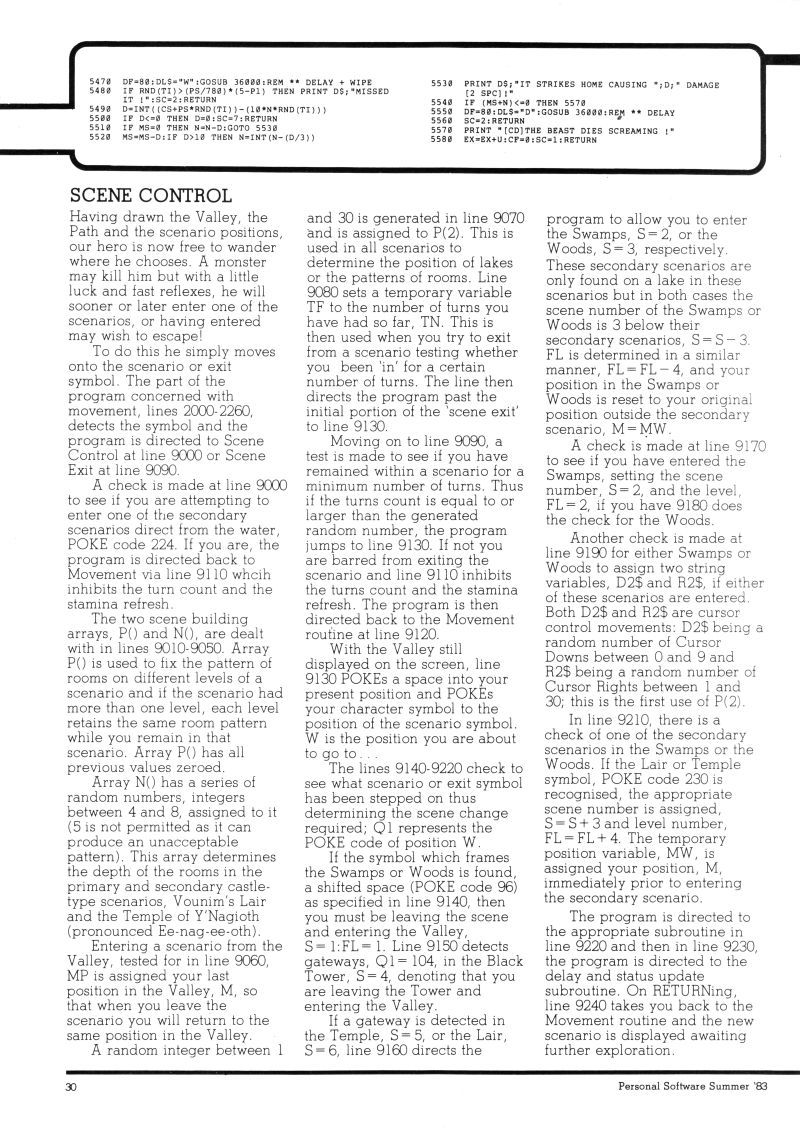 5470 DF=80:DL$="W":GOSUB 36000:REM ** DELAY + WIPE
5480 IF RND(TI)>(PS/780)*(5-P1) THEN PRINT D$;"MISSED
IT !":SC=2:RETURN
5490 D=INT((CS+PS*RND(TI))-(10*N*RND(TI)))
5500 IF D<=0 THEN D=0:SC=7:RETURN
5510 IF MS=0 THEN N=N-D:GOTO 5530
5520 MS=MS-D:IF D>10 THEN N=INT(N-(D/3))
5530 PRINT D$;"IT STRIKES HOME CAUSING ";D;" DAMAGE
[2 SPC]!"
5540 IF (MS+N)<=0 THEN 5570
5550 DF=80:DL$="D":GOSUB 36000:REM ** DELAY
5560 SC=2:RETURN
5570 PRINT "[CD]THE BEAST DIES SCREAMING !"
5580 EX=EX+U:CF=0:SC=1:RETURN
SCENE CONTROL
Having drawn the Valley, the
Path and the scenario positions,
our hero is now free to wander
where he chooses. A monster
may kill him but with a little
luck and fast reflexes, he will
sooner or later enter one of the
scenarios, or having entered
may wish to escape!
To do this he simply moves
onto the scenario or exit
symbol. The part of the
program concerned with
movement, lines 2000-2260,
detects the symbol and the
program is directed to Scene
Control at line 9000 or Scene
Exit at line 9090.
A check is made at line 9000
to see if you are attempting to
enter one of the secondary
scenarios direct from the water,
POKE code 224. If you are, the
program is directed back to
Movement via line 9110 whcih
inhibits the turn count and the
stamina refresh.
The two scene building
arrays, P() and N(), are dealt
with in lines 9010-9050. Array
P() is used to fix the pattern of
rooms on different levels of a
scenario and if the scenario had
more than one level, each level
retains the same room pattern
while you remain in that
scenario. Array P() has all
previous values zeroed.
Array N() has a series of
random numbers, integers
between 4 and 8, assigned to it
(5 is not permitted as it can
produce an unacceptable
pattern). This array determines
the depth of the rooms in the
primary and secondary castle-
type scenarios, Vounim's Lair
and the Temple of Y'Nagioth
(pronounced Ee-nag-ee-oth).
Entering a scenario from the
Valley, tested for in line 9060,
MP is assigned your last
position in the Valley, M, so
that when you leave the
scenario you will return to the
same position in the Valley.
A random integer between 1
and 30 is generated in line 9070
and is assigned to P(2). This is
used in all scenarios to
determine the position of lakes
or the patterns of rooms. Line
9080 sets a temporary variable
TF to the number of turns you
have had so far, TN. This is
then used when you try to exit
from a scenario testing whether
you been 'in' for a certain
number of turns. The line then
directs the program past the
initial portion of the 'scene exit'
to line 9130.
Moving on to line 9090, a
test is made to see if you have
remained within a scenario for a
minimum number of turns. Thus
if the turns count is equal to or
larger than the generated
random number, the program
jumps to line 9130. If not you
are barred from exiting the
scenario and line 9110 inhibits
the turns count and the stamina
refresh. The program is then
directed back to the Movement
routine at line 9120.
With the Valley still
displayed on the screen, line
9130 POKEs a space into your
present position and POKEs
your character symbol to the
position of the scenario symbol.
W is the position you are about
to go to...
The lines 9140-9220 check to
see what scenario or exit symbol
has been stepped on thus
determining the scene change
required; Q1 represents the
POKE code of position W.
If the symbol which frames
the Swamps or Woods is found,
a shifted space (POKE code 96)
as specified in line 9140, then
you must be leaving the scene
and entering the Valley,
S=1:FL=1. Line 9150 detects
gateways, Q1=104, in the Black
Tower, S=4, denoting that you
are leaving the Tower and
entering the Valley.
If a gateway is detected in
the Temple, S=5, or the Lair,
S=6, line 9160 directs the
program to allow you to enter
the Swamps, S=2, or the
Woods, S=3, respectively.
These secondary scenarios are
only found on a lake in these
scenarios but in both cases the
scene number of the Swamps or
Woods is 3 below their
secondary scenarios, S=S−3.
FL is determined in a similar
manner, FL=FL−4, and your
position in the Swamps or
Woods is reset to your original
position outside the secondary
scenario, M=MW.
A check is made at line 9170
to see if you have entered the
Swamps, setting the scene
number, S=2, and the level,
FL=2, if you have 9180 does
the check for the Woods.
Another check is made at
line 9190 for either Swamps or
Woods to assign two string
variables, D2$ and R2$, if either
of these scenarios are entered.
Both D2$ and R2$ are cursor
control movements: D2$ being a
random number of Cursor
Downs between 0 and 9 and
R2$ being a random number of
Cursor Rights between 1 and
30; this is the first use of P(2).
In line 9210, there is a
check of one of the secondary
scenarios in the Swamps or the
Woods. If the Lair or Temple
symbol, POKE code 230 is
recognised, the appropriate
scene number is assigned,
S=S+3 and level number,
FL=FL+4. The temporary
position variable, MW, is
assigned your position, M,
immediately prior to entering
the secondary scenario.
The program is directed to
the appropriate subroutine in
line 9220 and then in line 9230,
the program is directed to the
delay and status update
subroutine. On RETURNing,
line 9240 takes you back to the
Movement routine and the new
scenario is displayed awaiting
further exploration.
30
Personal Software Summer '83